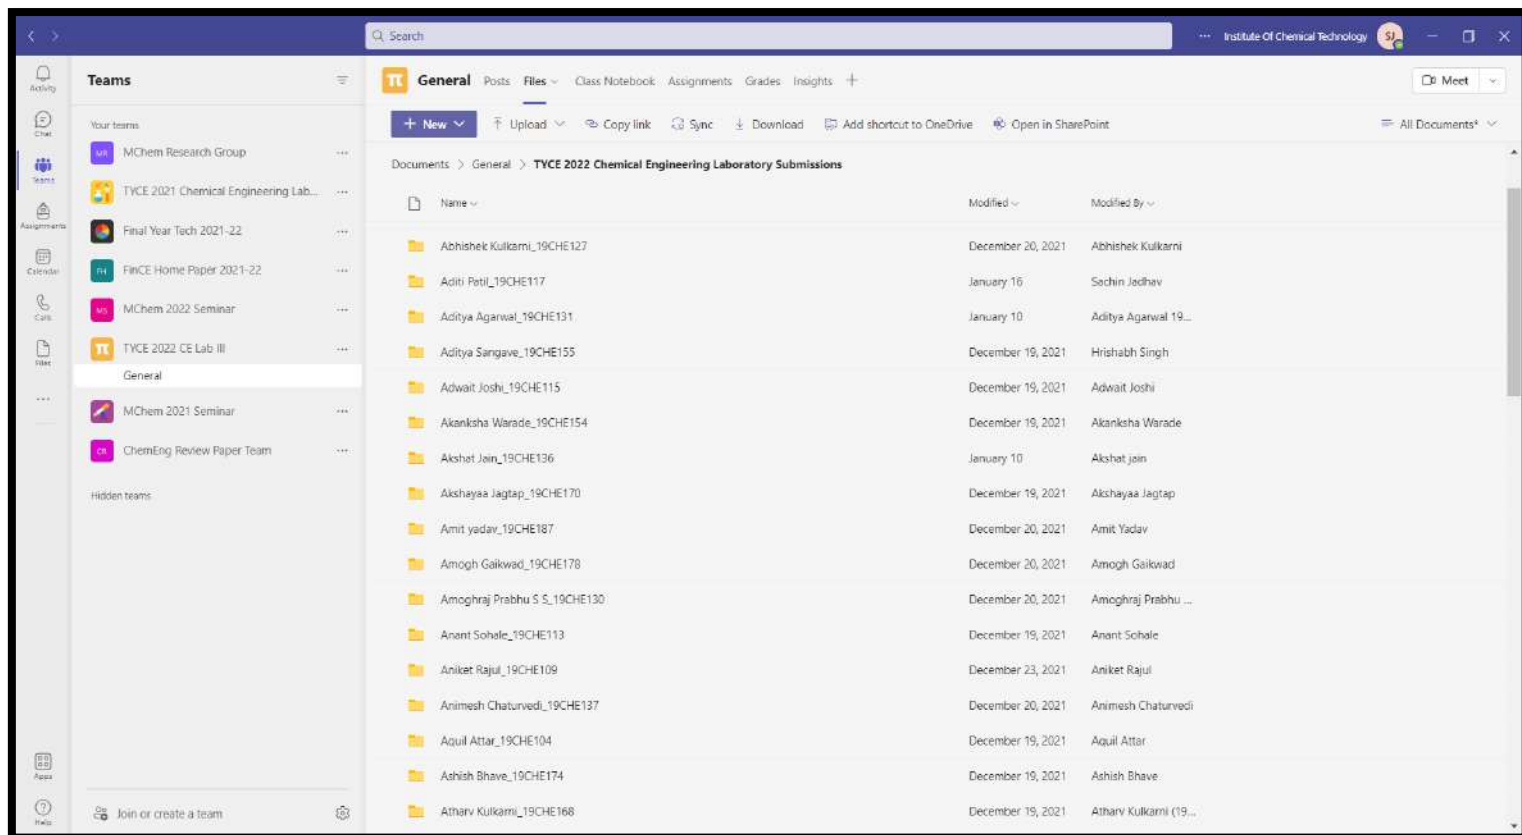 Search
Institute Of Chemical Technology
SJ
Activity
Chat
Teams
Assignments
Calendar
Calls
Files
Apps
Help
Teams
Your teams
MR MChem Research Group
TYCE 2021 Chemical Engineering Lab...
Final Year Tech 2021-22
FH FinCE Home Paper 2021-22
MS MChem 2022 Seminar
π TYCE 2022 CE Lab III
General
MChem 2021 Seminar
CR ChemEng Review Paper Team
Hidden teams
Join or create a team
π General Posts Files Class Notebook Assignments Grades Insights + Meet
+ New Upload Copy link Sync Download Add shortcut to OneDrive Open in SharePoint All Documents*
Documents > General > TYCE 2022 Chemical Engineering Laboratory Submissions
Name Modified Modified By
Abhishek Kulkarni_19CHE127 December 20, 2021 Abhishek Kulkarni
Aditi Patil_19CHE117 January 16 Sachin Jadhav
Aditya Agarwal_19CHE131 January 10 Aditya Agarwal 19...
Aditya Sangave_19CHE155 December 19, 2021 Hrishabh Singh
Adwait Joshi_19CHE115 December 19, 2021 Adwait Joshi
Akanksha Warade_19CHE154 December 19, 2021 Akanksha Warade
Akshat Jain_19CHE136 January 10 Akshat jain
Akshayaa Jagtap_19CHE170 December 19, 2021 Akshayaa Jagtap
Amit yadav_19CHE187 December 20, 2021 Amit Yadav
Amogh Gaikwad_19CHE178 December 20, 2021 Amogh Gaikwad
Amoghraj Prabhu S S_19CHE130 December 20, 2021 Amoghraj Prabhu ...
Anant Sohale_19CHE113 December 19, 2021 Anant Sohale
Aniket Rajul_19CHE109 December 23, 2021 Aniket Rajul
Animesh Chaturvedi_19CHE137 December 20, 2021 Animesh Chaturvedi
Aquil Attar_19CHE104 December 19, 2021 Aquil Attar
Ashish Bhave_19CHE174 December 19, 2021 Ashish Bhave
Atharv Kulkarni_19CHE168 December 19, 2021 Atharv Kulkarni (19...